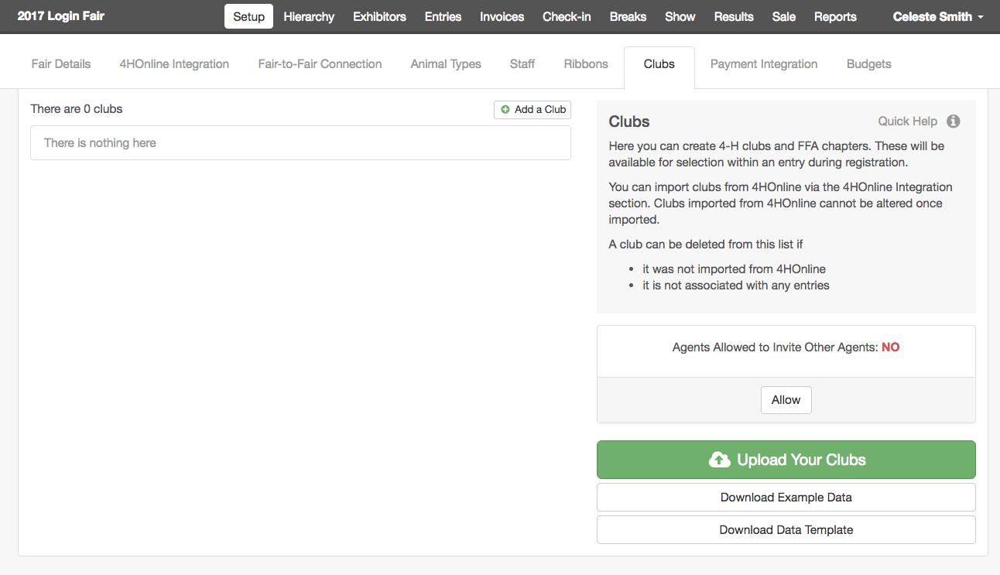 2017 Login Fair
Setup Hierarchy Exhibitors Entries Invoices Check-in Breaks Show Results Sale Reports Celeste Smith
Fair Details 4HOnline Integration Fair-to-Fair Connection Animal Types Staff Ribbons Clubs Payment Integration Budgets
There are 0 clubs
Add a Club
There is nothing here
Clubs
Quick Help
Here you can create 4-H clubs and FFA chapters. These will be
available for selection within an entry during registration.
You can import clubs from 4HOnline via the 4HOnline Integration
section. Clubs imported from 4HOnline cannot be altered once
imported.
A club can be deleted from this list if
• it was not imported from 4HOnline
• it is not associated with any entries
Agents Allowed to Invite Other Agents: NO
Allow
Upload Your Clubs
Download Example Data
Download Data Template